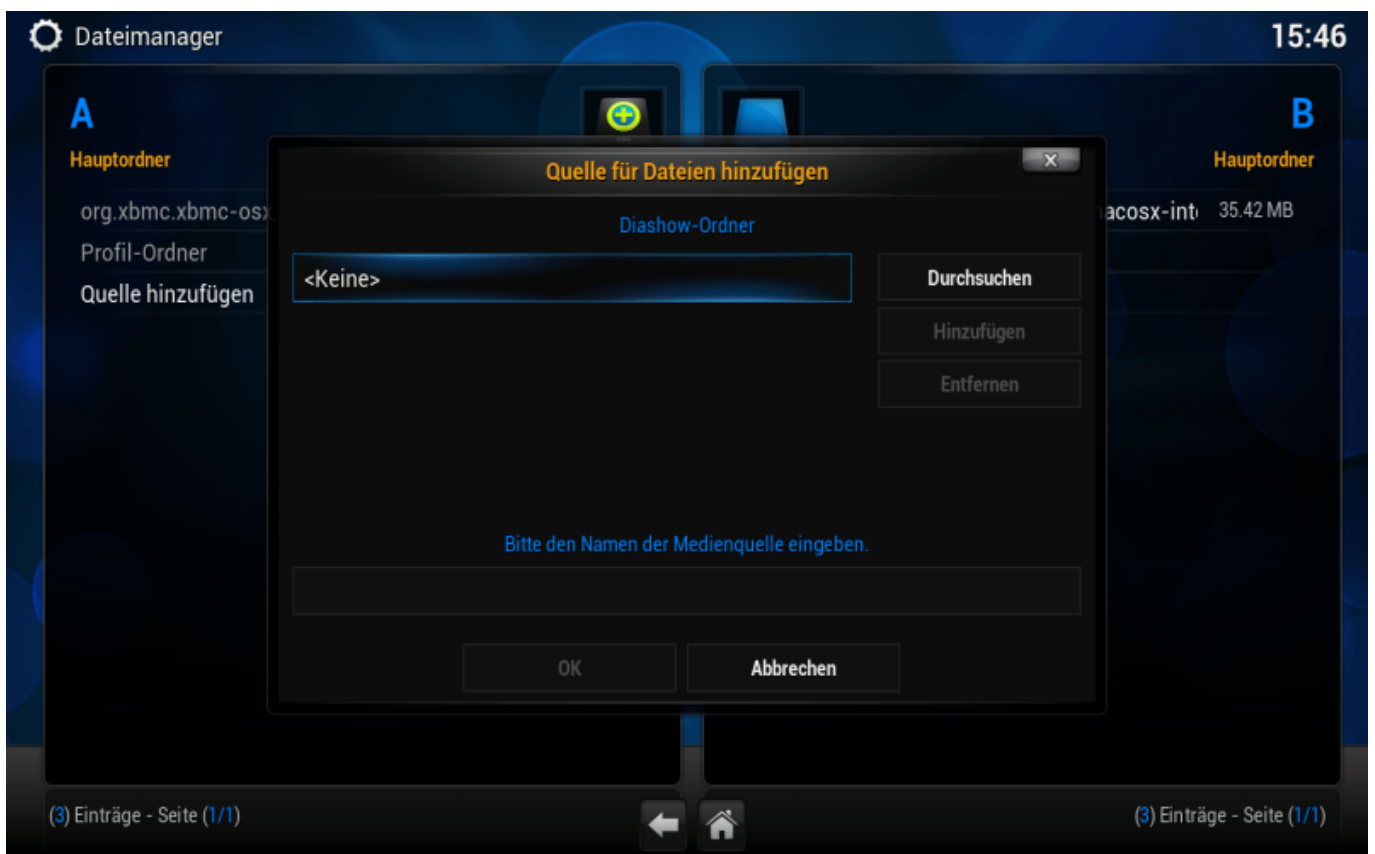 Dateimanager
15:46
A
B
Hauptordner
Hauptordner
Quelle für Dateien hinzufügen
X
org.xbmc.xbmc-osx
acosx-int
35.42 MB
Diashow-Ordner
Profil-Ordner
<Keine>
Durchsuchen
Quelle hinzufügen
Hinzufügen
Entfernen
Bitte den Namen der Medienquelle eingeben.
OK
Abbrechen
(3) Einträge - Seite (1/1)
(3) Einträge - Seite (1/1)